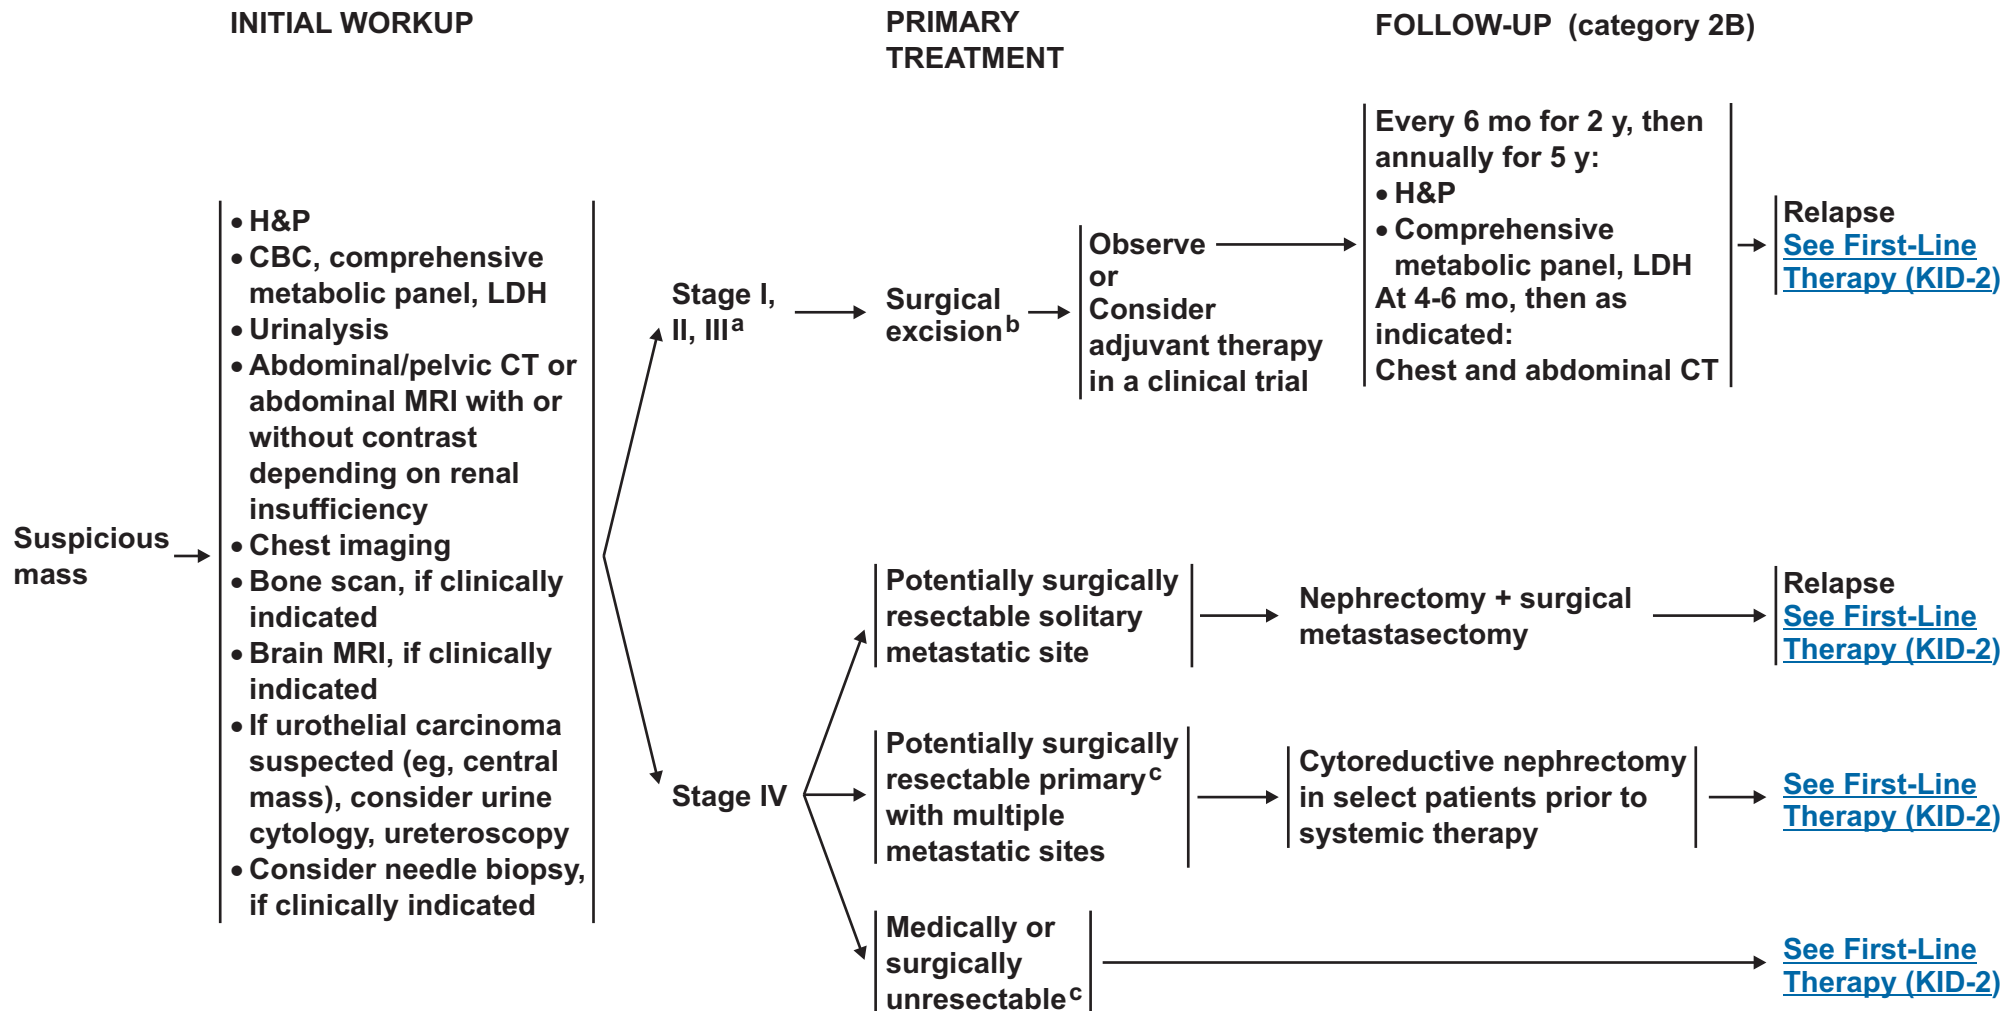 INITIAL WORKUP
PRIMARY
TREATMENT
FOLLOW-UP (category 2B)
Suspicious
mass
• H&P
• CBC, comprehensive
metabolic panel, LDH
• Urinalysis
• Abdominal/pelvic CT or
abdominal MRI with or
without contrast
depending on renal
insufficiency
• Chest imaging
• Bone scan, if clinically
indicated
• Brain MRI, if clinically
indicated
• If urothelial carcinoma
suspected (eg, central
mass), consider urine
cytology, ureteroscopy
• Consider needle biopsy,
if clinically indicated
Stage I,
II, IIIa
Surgical
excisionb
Observe
or
Consider
adjuvant therapy
in a clinical trial
Every 6 mo for 2 y, then
annually for 5 y:
• H&P
• Comprehensive
metabolic panel, LDH
At 4-6 mo, then as
indicated:
Chest and abdominal CT
Relapse
See First-Line
Therapy (KID-2)
Stage IV
Potentially surgically
resectable solitary
metastatic site
Nephrectomy + surgical
metastasectomy
Relapse
See First-Line
Therapy (KID-2)
Potentially surgically
resectable primaryc
with multiple
metastatic sites
Cytoreductive nephrectomy
in select patients prior to
systemic therapy
See First-Line
Therapy (KID-2)
Medically or
surgically
unresectablec
See First-Line
Therapy (KID-2)